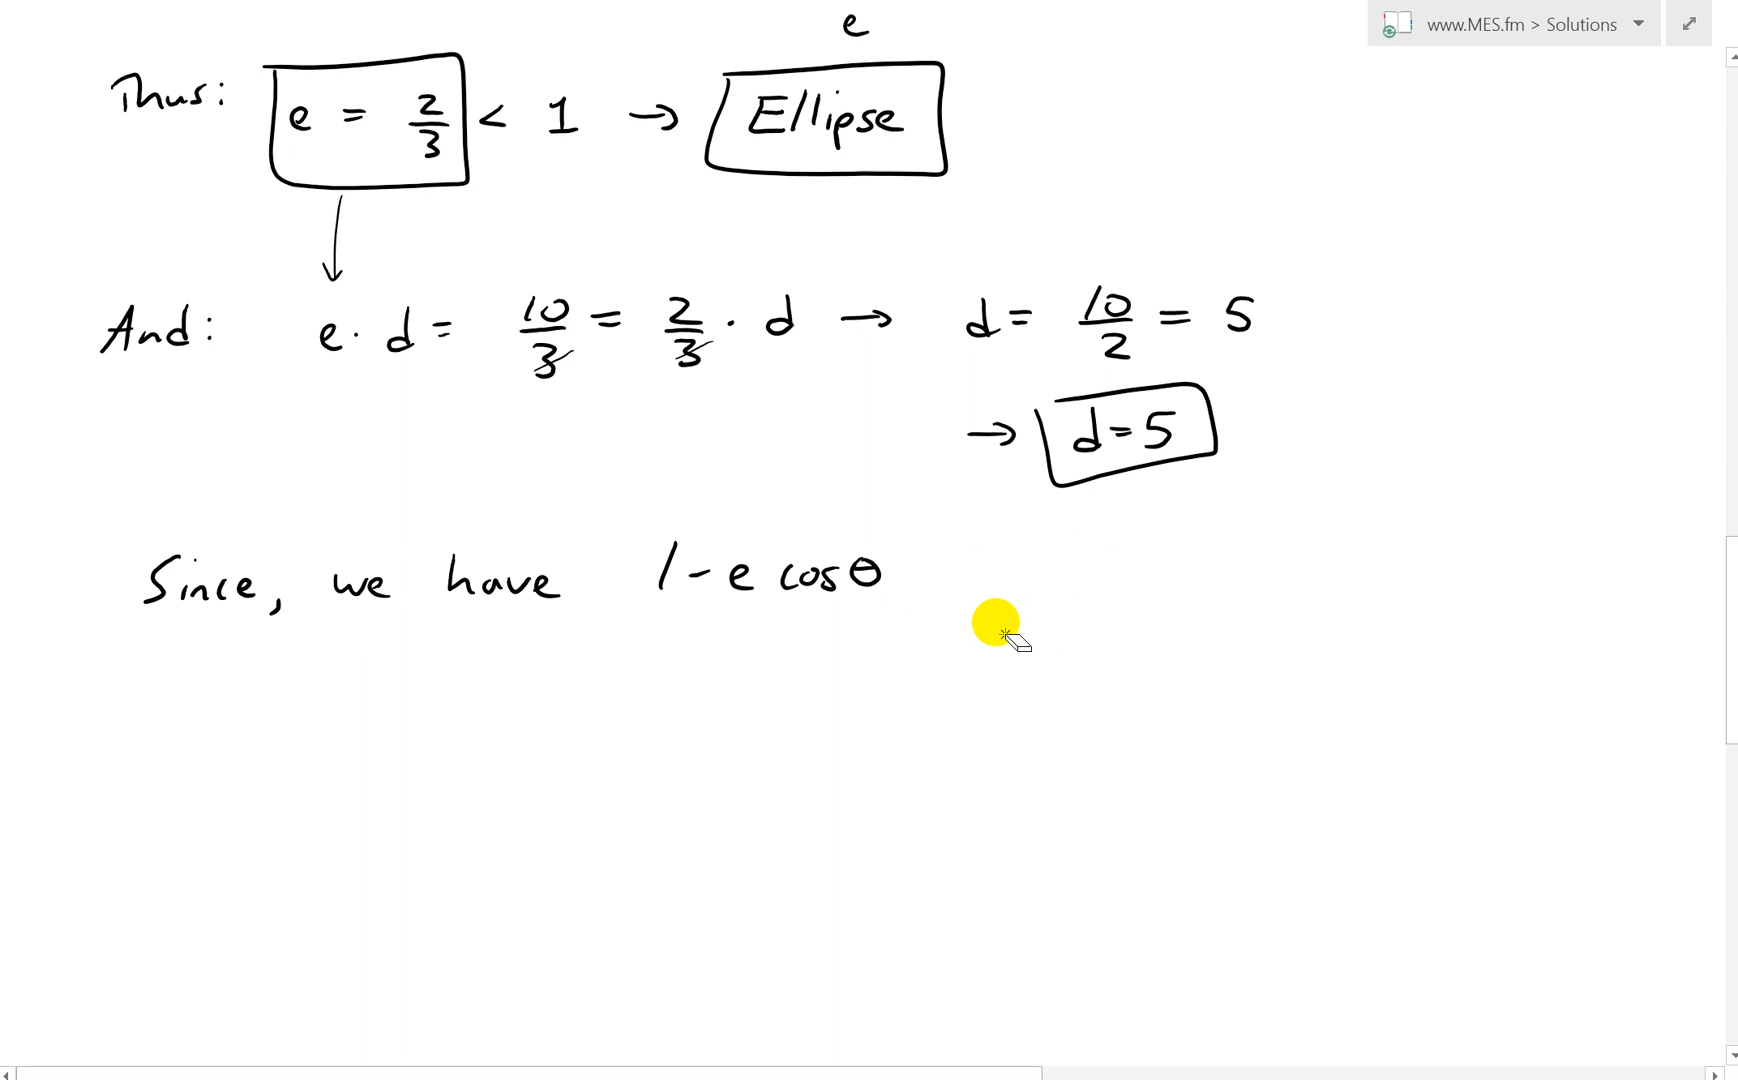 e
www.MES.fm > Solutions
Thus: e = 2/3 < 1 → Ellipse
And: e · d = 10/3 = 2/3 · d → d = 10/2 = 5
→ d = 5
Since, we have 1 - e cosθ